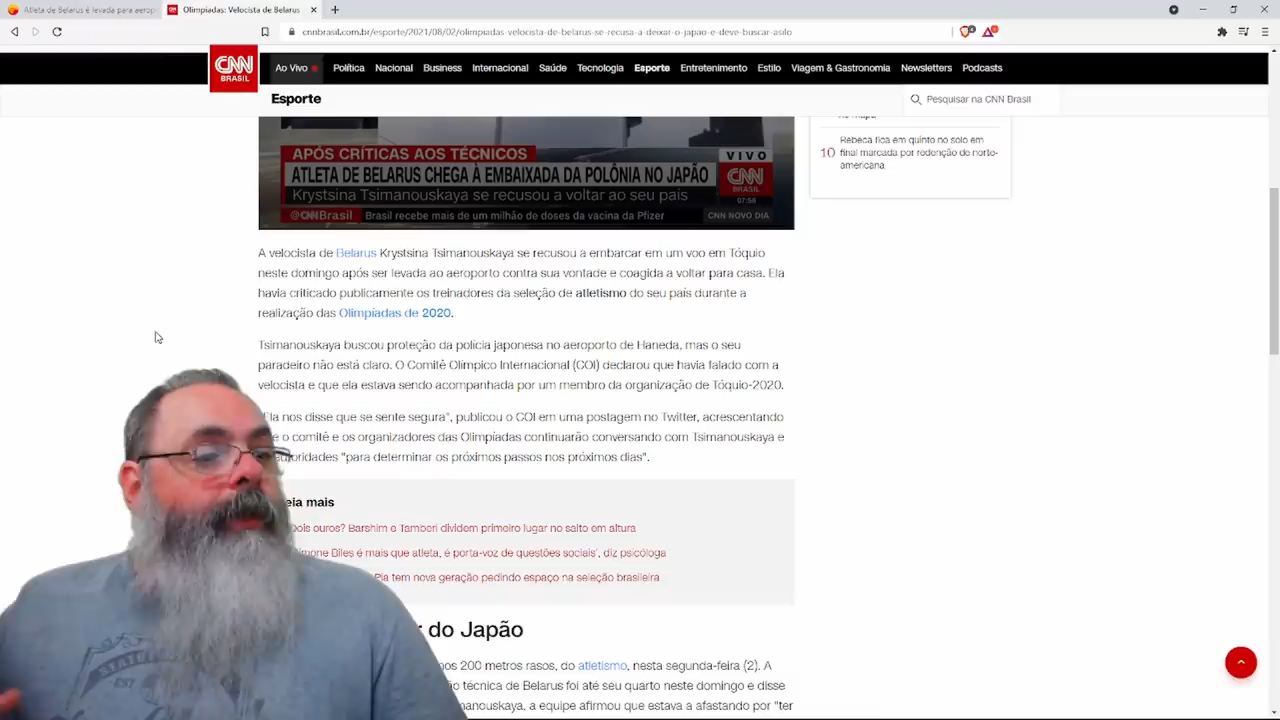 Atleta de Belarus é levada para aerop
Olimpíadas: Velocista de Belarus
cnnbrasil.com.br/esporte/2021/08/02/olimpiadas-velocista-de-belarus-se-recusa-a-deixar-o-japao-e-deve-buscar-asilo
CNN BRASIL
Ao Vivo Política Nacional Business Internacional Saúde Tecnologia Esporte Entretenimento Estilo Viagem & Gastronomia Newsletters Podcasts
Esporte
Pesquisar na CNN Brasil
APÓS CRÍTICAS AOS TÉCNICOS
VIVO
ATLETA DE BELARUS CHEGA À EMBAIXADA DA POLÔNIA NO JAPÃO
CNN BRASIL
Krystsina Tsimanouskaya se recusou a voltar ao seu país
07:56
@CNNBrasil Brasil recebe mais de um milhão de doses da vacina da Pfizer
CNN NOVO DIA
no mapa
10 Rebeca fica em quinto no solo em
final marcada por redenção de norte-
americana.
A velocista de Belarus Krystsina Tsimanouskaya se recusou a embarcar em um voo em Tóquio
neste domingo após ser levada ao aeroporto contra sua vontade e coagida a voltar para casa. Ela
havia criticado publicamente os treinadores da seleção de atletismo do seu país durante a
realização das Olimpíadas de 2020.
Tsimanouskaya buscou proteção da polícia japonesa no aeroporto de Haneda, mas o seu
paradeiro não está claro. O Comitê Olímpico Internacional (COI) declarou que havia falado com a
velocista e que ela estava sendo acompanhada por um membro da organização de Tóquio-2020.
Ela nos disse que se sente segura", publicou o COI em uma postagem no Twitter, acrescentando
e o comitê e os organizadores das Olimpíadas continuarão conversando com Tsimanouskaya e
autoridades "para determinar os próximos passos nos próximos dias".
eia mais
Dois ouros? Barshim e Tamberi dividem primeiro lugar no salto em altura
imone Biles é mais que atleta, é porta-voz de questões sociais', diz psicóloga
Pia tem nova geração pedindo espaço na seleção brasileira
r do Japão
nos 200 metros rasos, do atletismo, nesta segunda-feira (2). A
ão técnica de Belarus foi até seu quarto neste domingo e disse
manouskaya, a equipe afirmou que estava a afastando por "ter